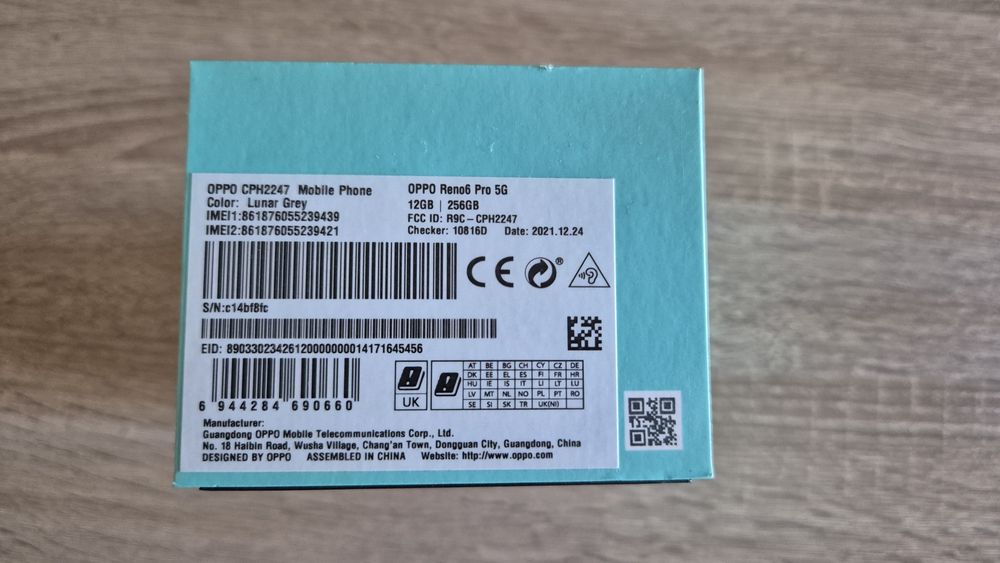 OPPO CPH2247 Mobile Phone
Color: Lunar Grey
IMEI1:861876055239439
IMEI2:861876055239421
OPPO Reno6 Pro 5G
12GB | 256GB
FCC ID: R9C-CPH2247
Checker: 10816D Date: 2021.12.24
CE
®
S/N:c14bf8fc
EID: 89033023426120000000014171645456
6 944284 690660
UK
AT BE BG CH CY CZ DE
DK EE EL ES FI FR HR
HU IE IS IT LI LT LU
LV MT NL NO PL PT RO
SE SI SK TR UK(NI)
Manufacturer:
Guangdong OPPO Mobile Telecommunications Corp., Ltd.
No. 18 Haibin Road, Wusha Village, Chang'an Town, Dongguan City, Guangdong, China
DESIGNED BY OPPO ASSEMBLED IN CHINA Website: http://www.oppo.com